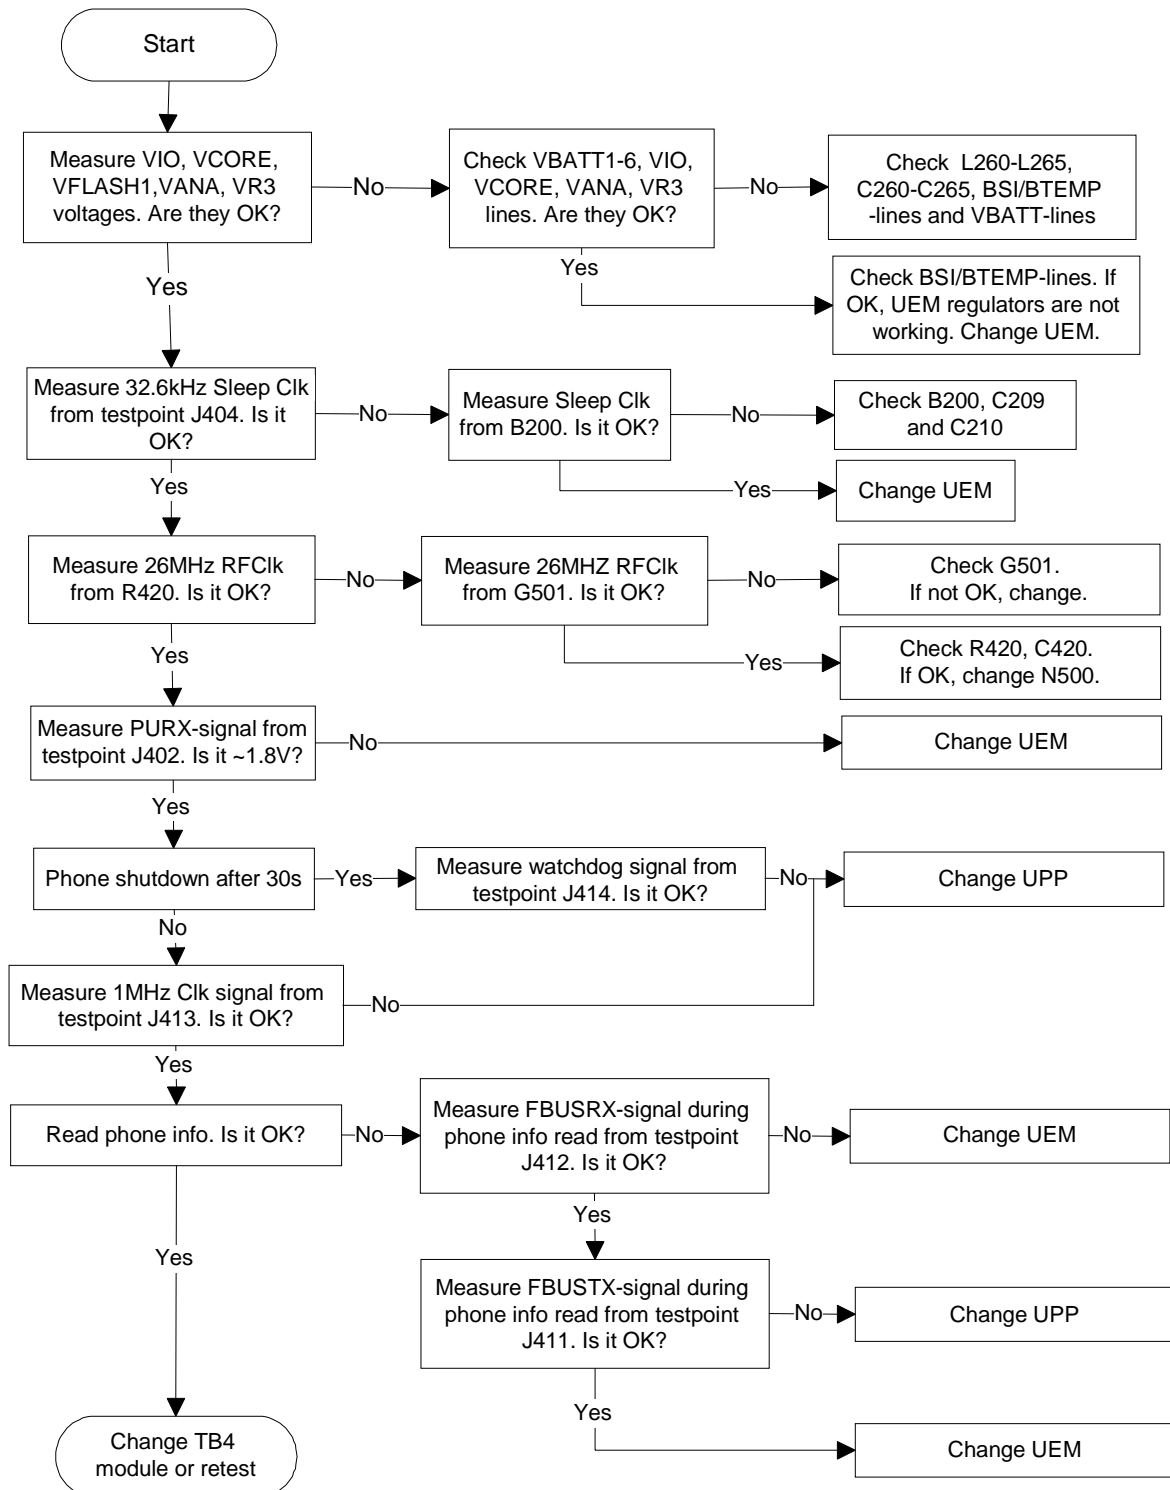 Start
Measure VIO, VCORE,
VFLASH1,VANA, VR3
voltages. Are they OK?
No
Check VBATT1-6, VIO,
VCORE, VANA, VR3
lines. Are they OK?
No
Check  L260-L265,
C260-C265, BSI/BTEMP
-lines and VBATT-lines
Yes
Yes
Check BSI/BTEMP-lines. If
OK, UEM regulators are not
working. Change UEM.
Measure 32.6kHz Sleep Clk
from testpoint J404. Is it
OK?
No
Measure Sleep Clk
from B200. Is it OK?
No
Check B200, C209
and C210
Yes
Yes
Change UEM
Measure 26MHz RFClk
from R420. Is it OK?
No
Measure 26MHZ RFClk
from G501. Is it OK?
No
Check G501.
If not OK, change.
Yes
Yes
Check R420, C420.
If OK, change N500.
Measure PURX-signal from
testpoint J402. Is it ~1.8V?
No
Change UEM
Yes
Phone shutdown after 30s
Yes
Measure watchdog signal from
testpoint J414. Is it OK?
No
Change UPP
No
Measure 1MHz Clk signal from
testpoint J413. Is it OK?
No
Yes
Read phone info. Is it OK?
No
Measure FBUSRX-signal during
phone info read from testpoint
J412. Is it OK?
No
Change UEM
Yes
Yes
Measure FBUSTX-signal during
phone info read from testpoint
J411. Is it OK?
No
Change UPP
Yes
Change UEM
Change TB4
module or retest